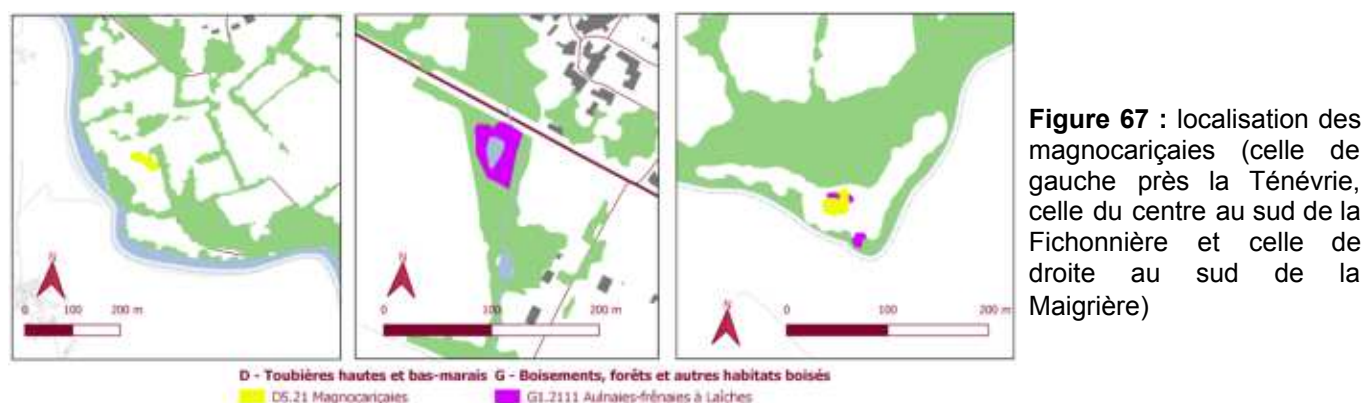 Figure 67 : localisation des
magnocariçaies (celle de
gauche près la Ténévrie,
celle du centre au sud de la
Fichonnière et celle de
droite au sud de la
Maigrière)
N
0 100 200 m
N
0 100 200 m
N
0 100 200 m
D - Toubières hautes et bas-marais G - Boisements, forêts et autres habitats boisés
D5.21 Magnocariçaies G1.2111 Aulnaies-frênaies à Laîches